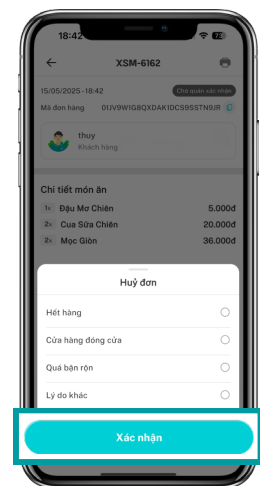 18:42
XSM-6162
15/05/2025-18:42 Chờ quán xác nhận
Mã đơn hàng 01JV9W1G8QXDAK1DCS9SSTN9JR
thuy
Khách hàng
Chi tiết món ăn
1x Đậu Mơ Chiên 5.000đ
2x Cua Sữa Chiên 20.000đ
2x Mọc Giòn 36.000đ
Huỷ đơn
Hết hàng
Cửa hàng đóng cửa
Quá bận rộn
Lý do khác
Xác nhận